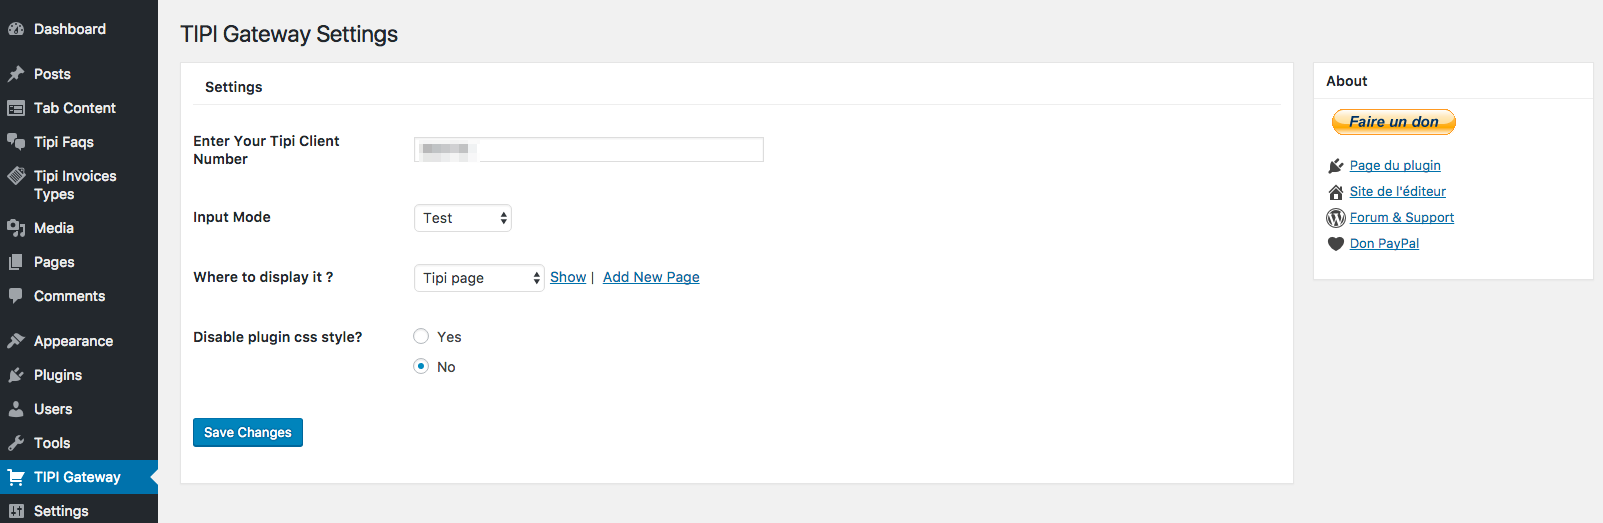 Dashboard
Posts
Tab Content
Tipi Faqs
Tipi Invoices
Types
Media
Pages
Comments
Appearance
Plugins
Users
Tools
TIPI Gateway
Settings
TIPI Gateway Settings
Settings
Enter Your Tipi Client
Number
Input Mode
Test
Where to display it ?
Tipi page
Show | Add New Page
Disable plugin css style?
Yes
No
Save Changes
About
Faire un don
Page du plugin
Site de l'éditeur
Forum & Support
Don PayPal